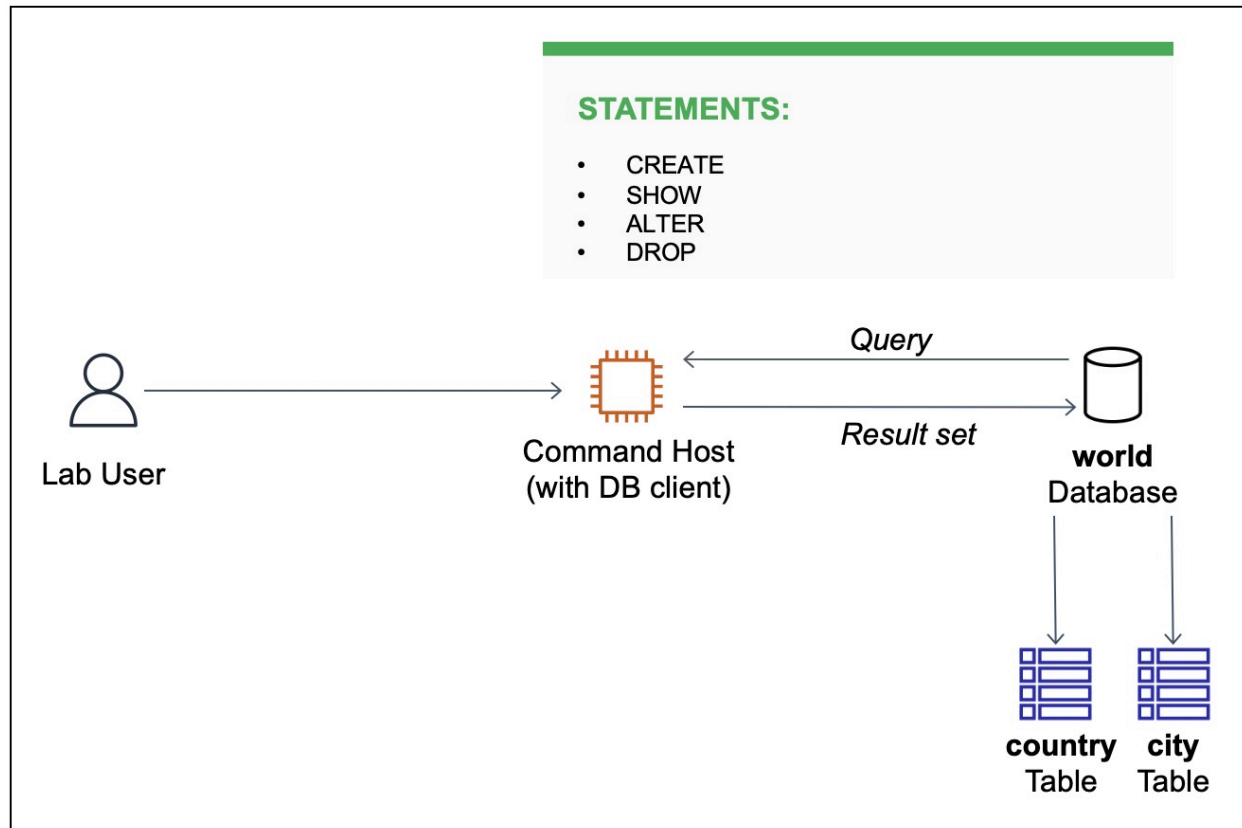 STATEMENTS:
• CREATE
• SHOW
• ALTER
• DROP
Query
Result set
Lab User
Command Host
(with DB client)
world
Database
country
Table
city
Table